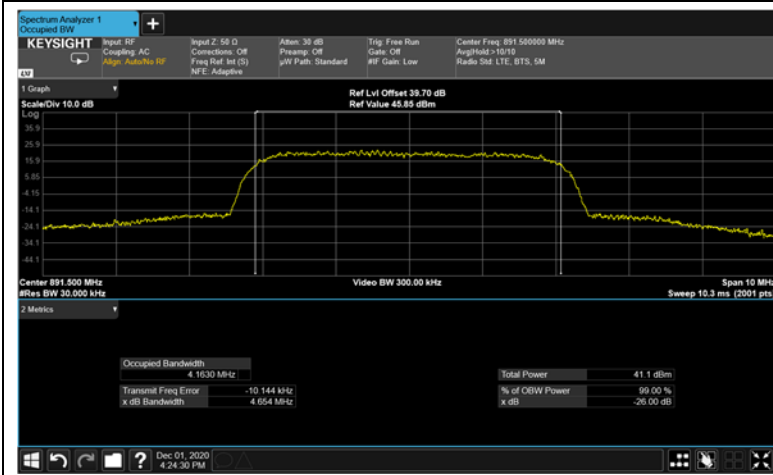 Spectrum Analyzer 1
Occupied BW
KEYSIGHT
Input: RF
Coupling: AC
Align: Auto/No RF
Input Z: 50 Ω
Corrections: Off
Freq Ref: Int (S)
NFE: Adaptive
Atten: 30 dB
Preamp: Off
µW Path: Standard
Trig: Free Run
Gate: Off
#IF Gain: Low
Center Freq: 891.500000 MHz
Avg|Hold:>10/10
Radio Std: LTE, BTS, 5M
LXI
1 Graph
Scale/Div 10.0 dB
Ref Lvl Offset 39.70 dB
Ref Value 45.85 dBm
Log
35.9
25.9
15.9
5.85
-4.15
-14.1
-24.1
-34.1
-44.1
Center 891.500 MHz
#Res BW 30.000 kHz
Video BW 300.00 kHz
Span 10 MHz
Sweep 10.3 ms (2001 pts)
2 Metrics
Occupied Bandwidth
4.1630 MHz
Transmit Freq Error -10.144 kHz
x dB Bandwidth 4.654 MHz
Total Power 41.1 dBm
% of OBW Power 99.00 %
x dB -26.00 dB
?
Dec 01, 2020
4:24:30 PM